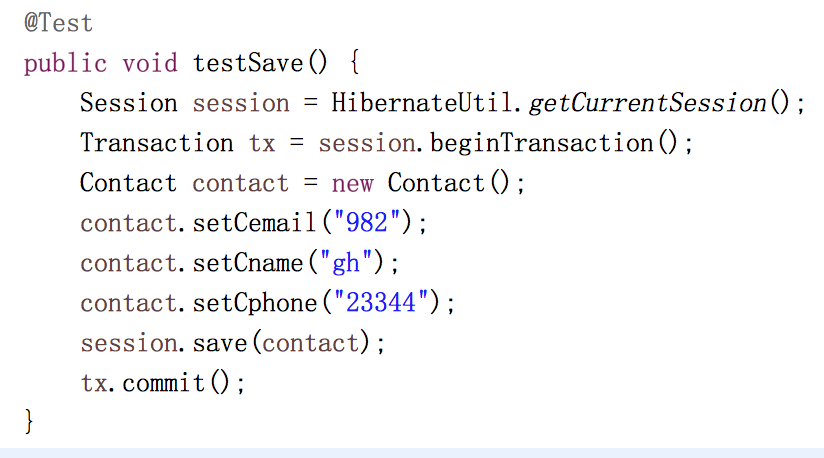 @Test
public void testSave() {
    Session session = HibernateUtil.getCurrentSession();
    Transaction tx = session.beginTransaction();
    Contact contact = new Contact();
    contact.setCemail("982");
    contact.setCname("gh");
    contact.setCphone("23344");
    session.save(contact);
    tx.commit();
}